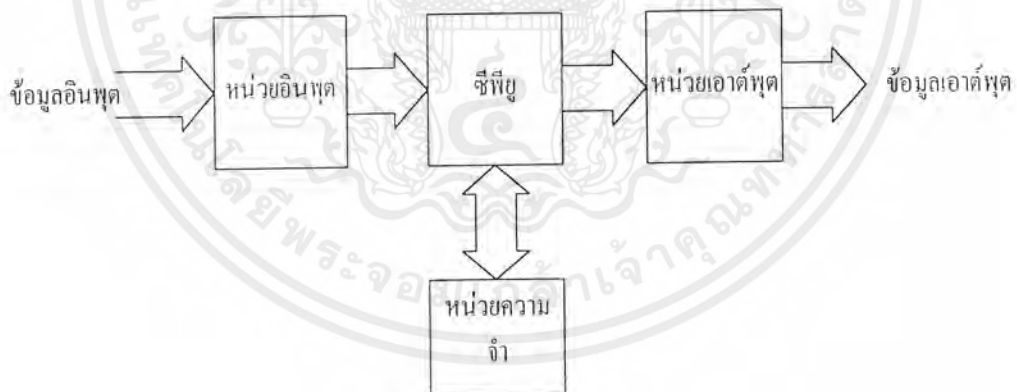 ข้อมูลอินพุต
หน่วยอินพุต
ซีพียู
หน่วยเอาต์พุต
ข้อมูลเอาต์พุต
หน่วยความ
จำ